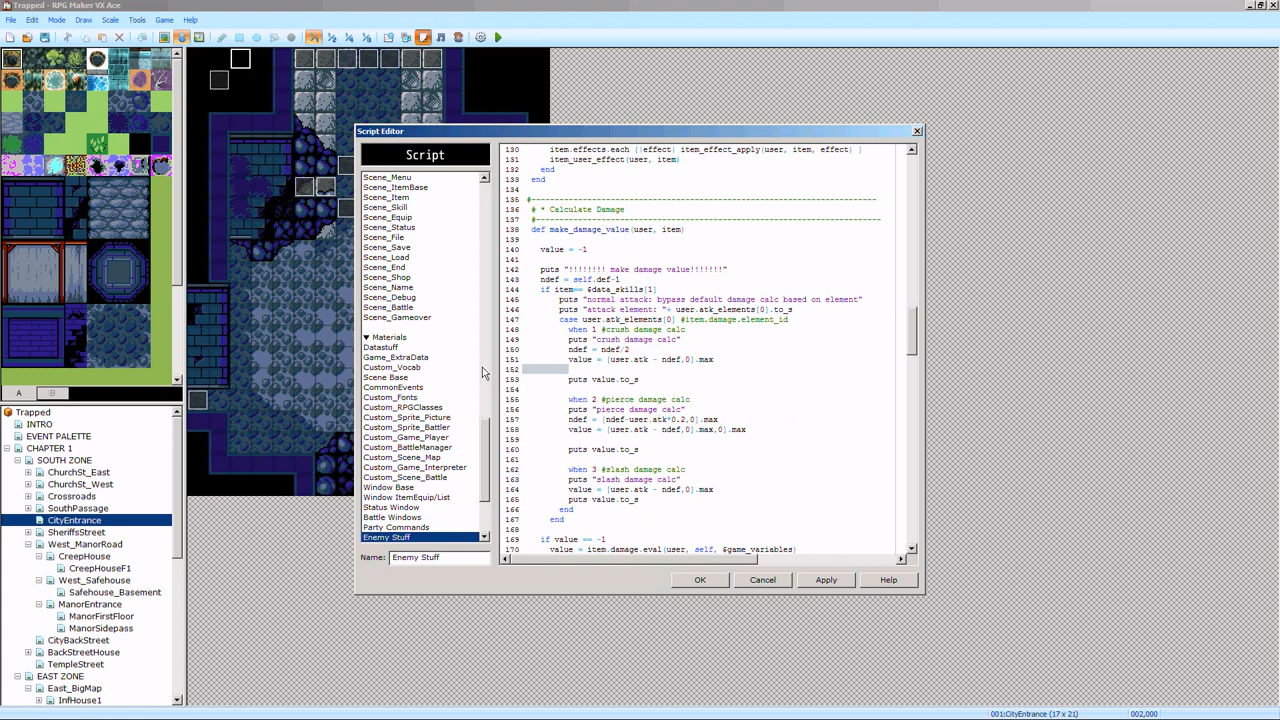 Trapped - RPG Maker VX Ace
File Edit Mode Draw Scale Tools Game Help
A B
Trapped
INTRO
EVENT PALETTE
CHAPTER 1
SOUTH ZONE
ChurchSt_East
ChurchSt_West
Crossroads
SouthPassage
CityEntrance
SheriffsStreet
West_ManorRoad
CreepHouse
CreepHouseF1
West_Safehouse
Safehouse_Basement
ManorEntrance
ManorFirstFloor
ManorSidepass
CityBackStreet
BackStreetHouse
TempleStreet
EAST ZONE
East_BigMap
InfHouse1
Script Editor
Script
Scene_Menu
Scene_ItemBase
Scene_Item
Scene_Skill
Scene_Equip
Scene_Status
Scene_File
Scene_Save
Scene_Load
Scene_End
Scene_Shop
Scene_Name
Scene_Debug
Scene_Battle
Scene_Gameover
▼ Materials
Datastuff
Game_ExtraData
Custom_Vocab
Scene Base
CommonEvents
Custom_Fonts
Custom_RPGClasses
Custom_Sprite_Picture
Custom_Sprite_Battler
Custom_Game_Player
Custom_BattleManager
Custom_Scene_Map
Custom_Game_Interpreter
Custom_Scene_Battle
Window Base
Window ItemEquip/List
Status Window
Battle Windows
Party Commands
Enemy Stuff
Name: Enemy Stuff
130 item.effects.each {|effect| item_effect_apply(user, item, effect) }
131 item_user_effect(user, item)
132 end
133 end
134
135 #--------------------------------------------------------------------------
136 # * Calculate Damage
137 #--------------------------------------------------------------------------
138 def make_damage_value(user, item)
139
140 value = -1
141
142 puts "!!!!!!!! make damage value!!!!!!!"
143 ndef = self.def-1
144 if item== $data_skills[1]
145 puts "normal attack: bypass default damage calc based on element"
146 puts "attack element: "+ user.atk_elements[0].to_s
147 case user.atk_elements[0] #item.damage.element_id
148 when 1 #crush damage calc
149 puts "crush damage calc"
150 ndef = ndef/2
151 value = [user.atk - ndef,0].max
152
153 puts value.to_s
154
155 when 2 #pierce damage calc
156 puts "pierce damage calc"
157 ndef = [ndef-user.atk*0.2,0].max
158 value = [user.atk - ndef,0].max,0].max
159
160 puts value.to_s
161
162 when 3 #slash damage calc
163 puts "slash damage calc"
164 value = [user.atk - ndef,0].max
165 puts value.to_s
166 end
167 end
168
169 if value == -1
170 value = item.damage.eval(user, self, $game_variables)
OK Cancel Apply Help
001:CityEntrance (17 x 21) 002,000